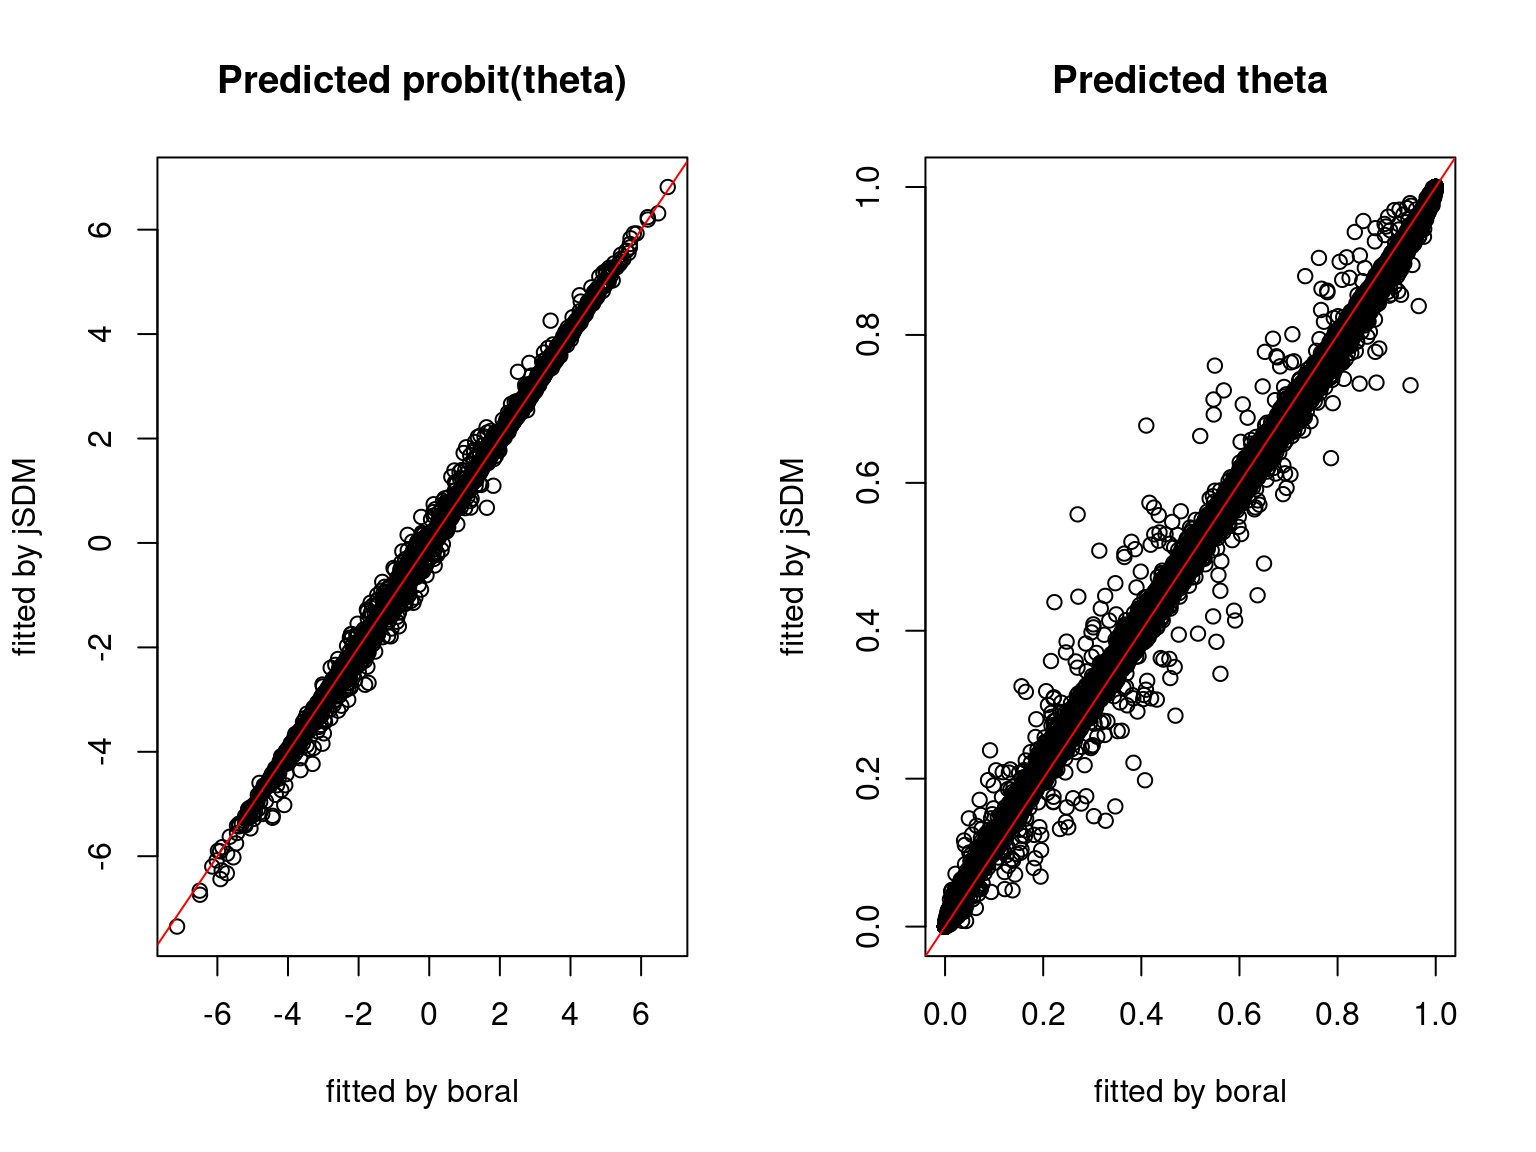 Predicted probit(theta)
fitted by jSDM
6
4
2
0
-2
-4
-6
-6 -4 -2 0 2 4 6
fitted by boral
Predicted theta
fitted by jSDM
1.0
0.8
0.6
0.4
0.2
0.0
0.0 0.2 0.4 0.6 0.8 1.0
fitted by boral